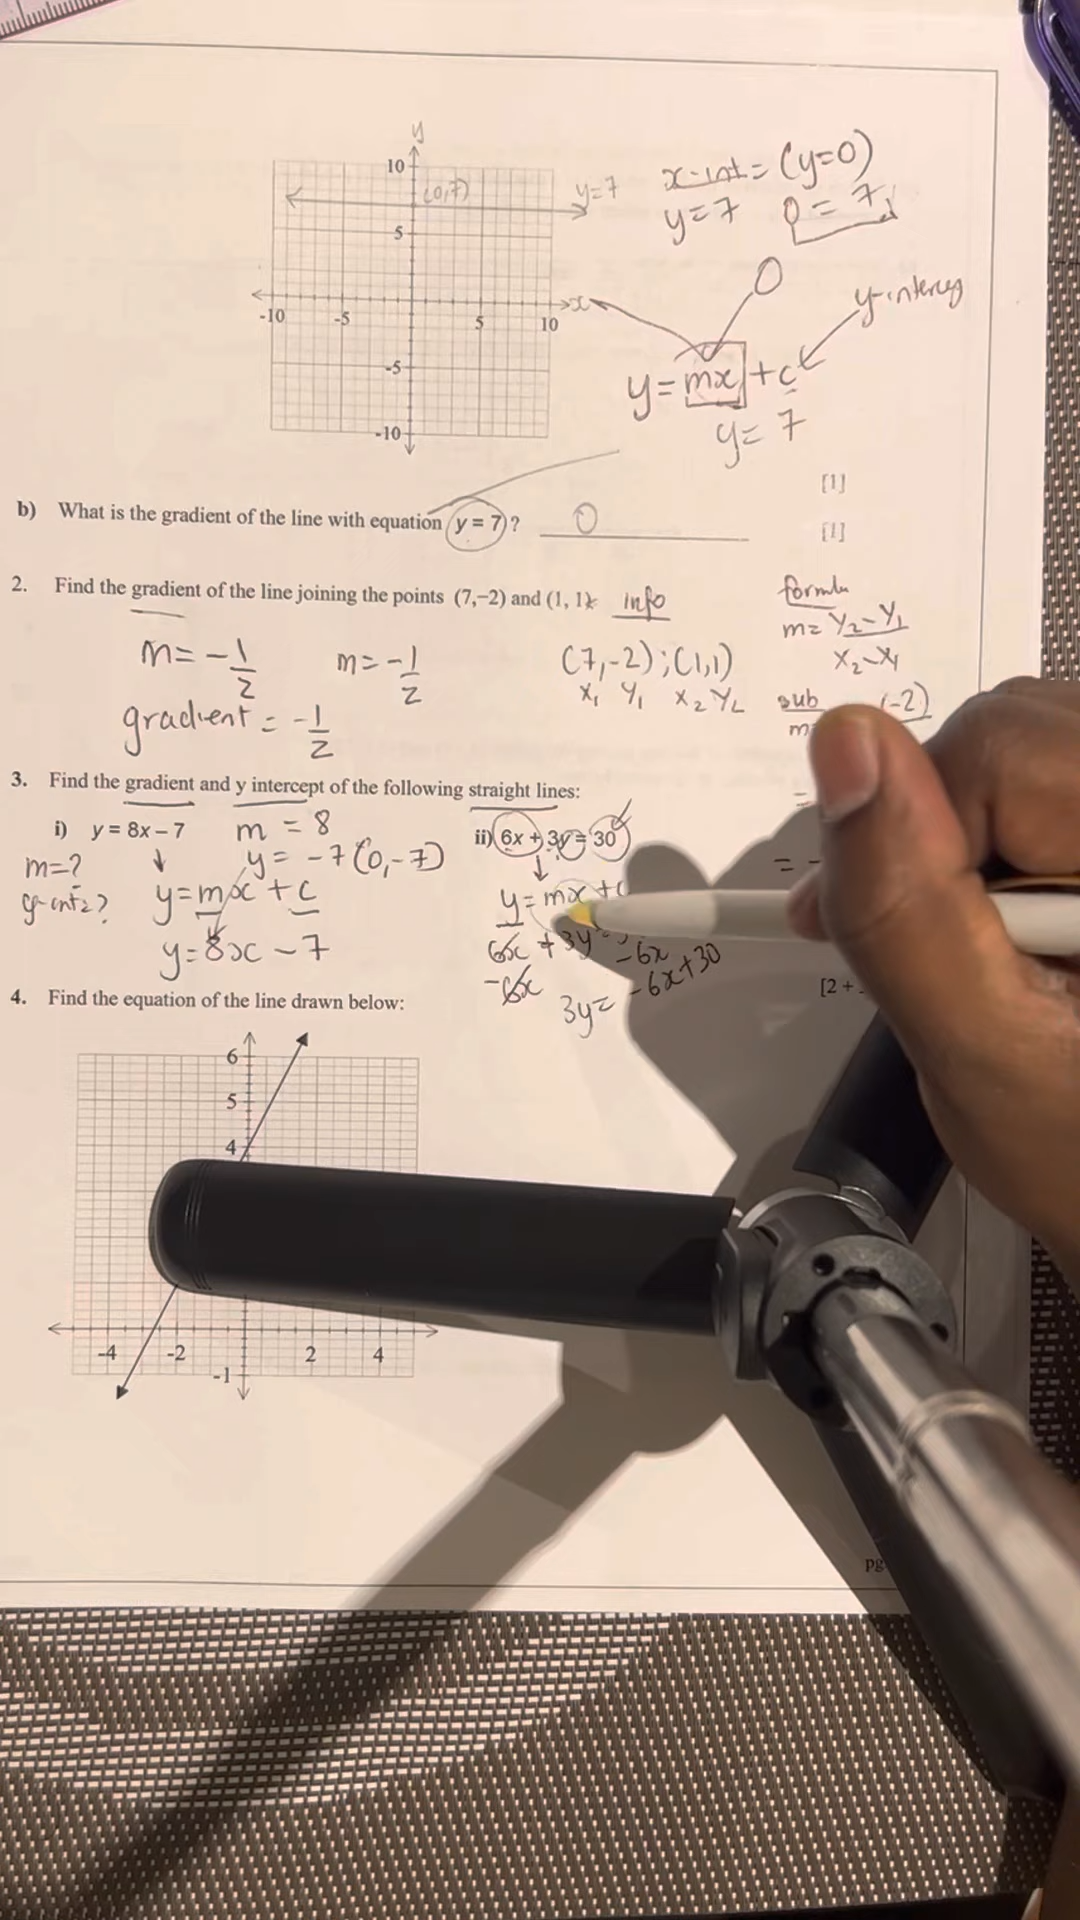 y
10
(0,7)
y=7
5
-10
-5
5
10
x
-5
-10
x-int = (y=0)
y=7 0 = 7
0
y-intercep
y = mx + c
y = 7
[1]
b) What is the gradient of the line with equation y = 7 ? 0
[1]
2. Find the gradient of the line joining the points (7,−2) and (1, 1). info
formula
m = Y2−Y1
X2−X1
m = −1/2
m = −1/2
(7,−2) ; (1,1)
X1 Y1 X2 Y2
gradient = −1/2
sub
(−2)
m
=
3. Find the gradient and y intercept of the following straight lines:
i) y = 8x – 7
m = 8
ii) 6x + 3y = 30
m=?
y = −7 (0,−7)
= −
y-int=?
y = mx + c
y = mx + c
y = 8x − 7
6x + 3y =
−6x −6x
3y = −6x+30
[2 +
4. Find the equation of the line drawn below:
6
5
4
-4
-2
2
4
-1
pg